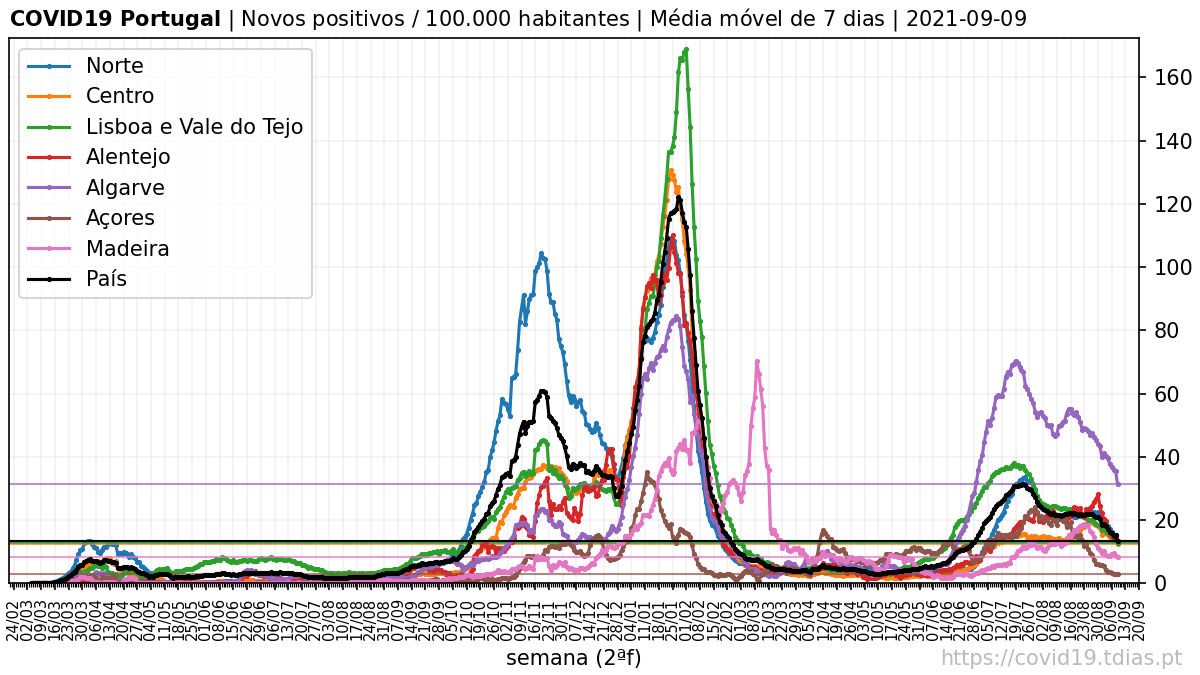 COVID19 Portugal | Novos positivos / 100.000 habitantes | Média móvel de 7 dias | 2021-09-09
Norte
Centro
Lisboa e Vale do Tejo
Alentejo
Algarve
Açores
Madeira
País
160
140
120
100
80
60
40
20
0
24/02 02/03 09/03 16/03 23/03 30/03 06/04 13/04 20/04 27/04 04/05 11/05 18/05 25/05 01/06 08/06 15/06 22/06 29/06 06/07 13/07 20/07 27/07 03/08 10/08 17/08 24/08 31/08 07/09 14/09 21/09 28/09 05/10 12/10 19/10 26/10 02/11 09/11 16/11 23/11 30/11 07/12 14/12 21/12 28/12 04/01 11/01 18/01 25/01 01/02 08/02 15/02 22/02 01/03 08/03 15/03 22/03 29/03 05/04 12/04 19/04 26/04 03/05 10/05 17/05 24/05 31/05 07/06 14/06 21/06 28/06 05/07 12/07 19/07 26/07 02/08 09/08 16/08 23/08 30/08 06/09 13/09 20/09
semana (2ªf)
https://covid19.tdias.pt